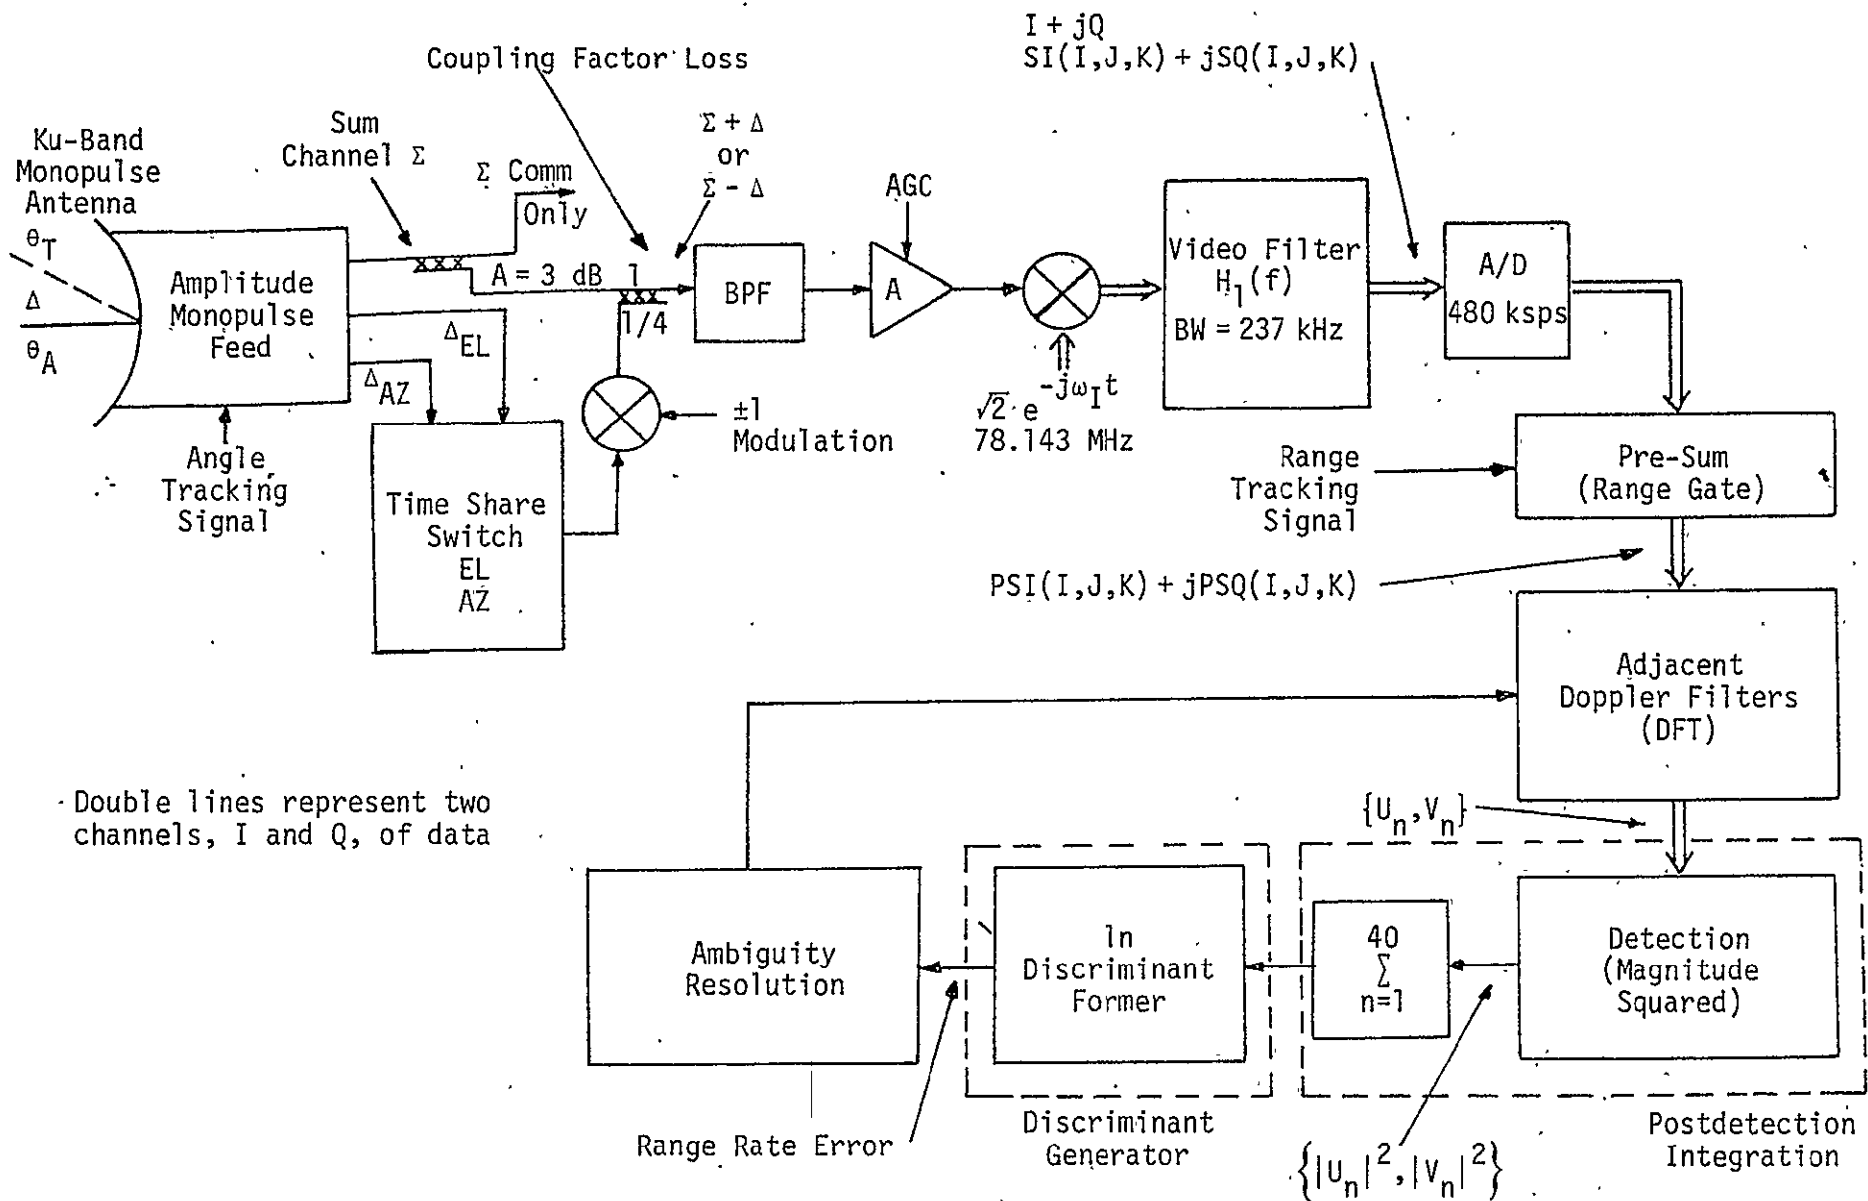 I + jQ
SI(I,J,K) + jSQ(I,J,K)
Coupling Factor Loss
Sum
Channel Σ
Σ + Δ
or
Σ - Δ
Ku-Band
Monopulse
Antenna
Σ Comm
Only
AGC
θT
Δ
θA
Amplitude
Monopulse
Feed
A = 3 dB
1
1/4
BPF
A
Video Filter
H1(f)
BW = 237 kHz
A/D
480 ksps
ΔEL
ΔAZ
±1
Modulation
√2 e^-jωIt
78.143 MHz
Angle
Tracking
Signal
Time Share
Switch
EL
AZ
Range
Tracking
Signal
Pre-Sum
(Range Gate)
PSI(I,J,K) + jPSQ(I,J,K)
Adjacent
Doppler Filters
(DFT)
Double lines represent two
channels, I and Q, of data
{Un,Vn}
Ambiguity
Resolution
ln
Discriminant
Former
40
Σ
n=1
Detection
(Magnitude
Squared)
Range Rate Error
Discriminant
Generator
{|Un|²,|Vn|²}
Postdetection
Integration